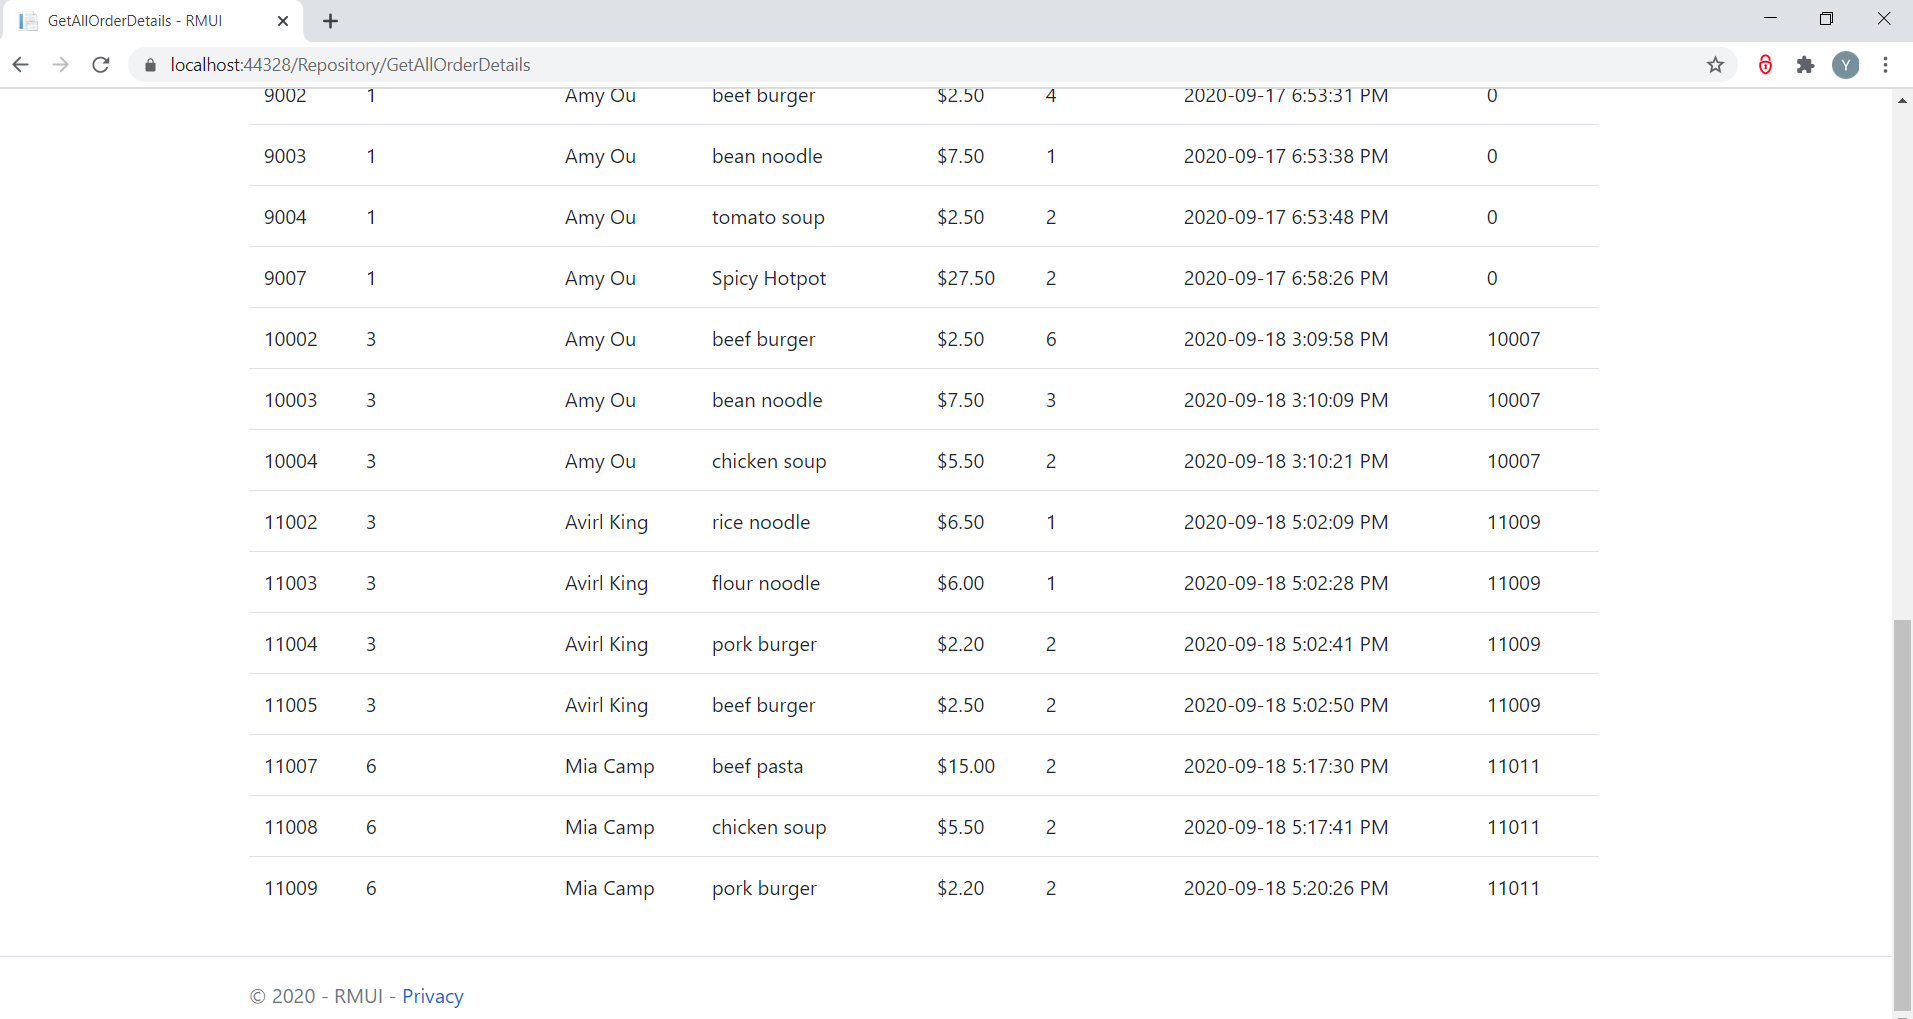 GetAllOrderDetails - RMUI
localhost:44328/Repository/GetAllOrderDetails
Y
9002 1 Amy Ou beef burger $2.50 4 2020-09-17 6:53:31 PM 0
9003 1 Amy Ou bean noodle $7.50 1 2020-09-17 6:53:38 PM 0
9004 1 Amy Ou tomato soup $2.50 2 2020-09-17 6:53:48 PM 0
9007 1 Amy Ou Spicy Hotpot $27.50 2 2020-09-17 6:58:26 PM 0
10002 3 Amy Ou beef burger $2.50 6 2020-09-18 3:09:58 PM 10007
10003 3 Amy Ou bean noodle $7.50 3 2020-09-18 3:10:09 PM 10007
10004 3 Amy Ou chicken soup $5.50 2 2020-09-18 3:10:21 PM 10007
11002 3 Avirl King rice noodle $6.50 1 2020-09-18 5:02:09 PM 11009
11003 3 Avirl King flour noodle $6.00 1 2020-09-18 5:02:28 PM 11009
11004 3 Avirl King pork burger $2.20 2 2020-09-18 5:02:41 PM 11009
11005 3 Avirl King beef burger $2.50 2 2020-09-18 5:02:50 PM 11009
11007 6 Mia Camp beef pasta $15.00 2 2020-09-18 5:17:30 PM 11011
11008 6 Mia Camp chicken soup $5.50 2 2020-09-18 5:17:41 PM 11011
11009 6 Mia Camp pork burger $2.20 2 2020-09-18 5:20:26 PM 11011
© 2020 - RMUI - Privacy